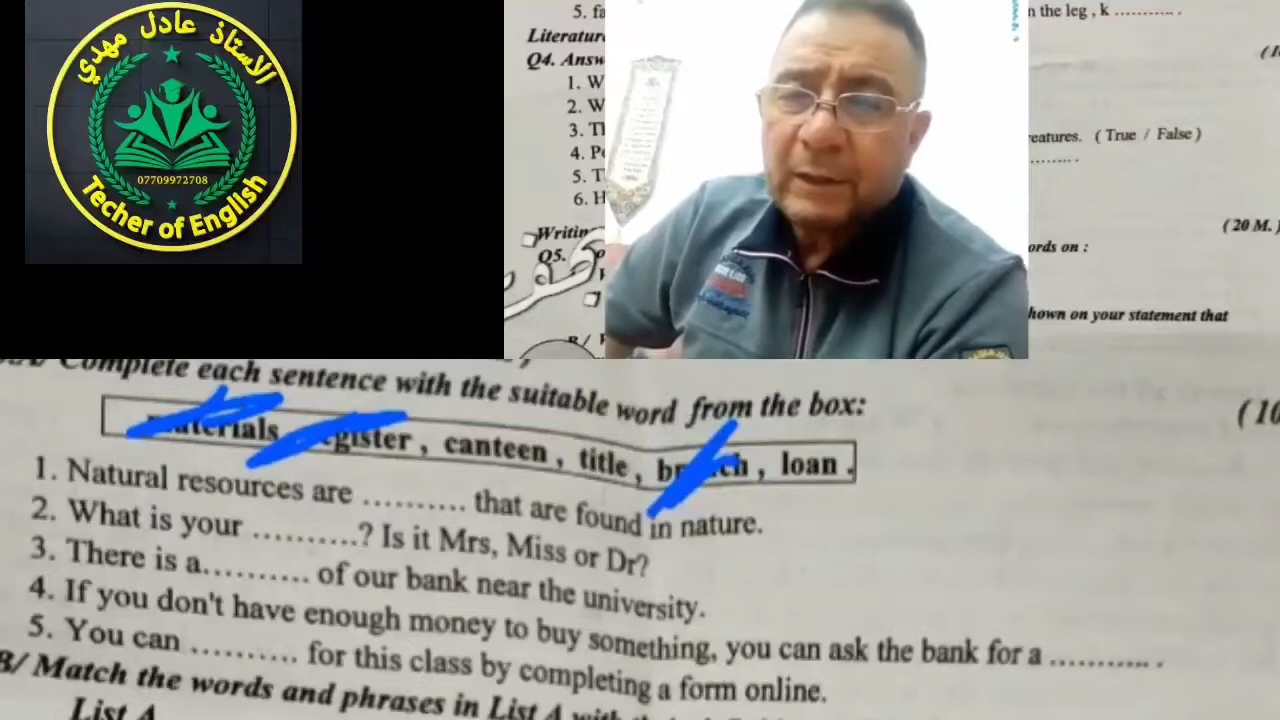 الاستاذ عادل مهدي
07709972708
Techer of English
5. fa
n the leg , k ............ .
Literatur
Q4. Answ
1. W
2. W
3. Th
eatures. ( True / False )
4. Po
5. T
6. H
Writin
( 20 M. )
Q5.
ords on :
hown on your statement that
B /
Complete each sentence with the suitable word from the box:
( 10
register , canteen , title , branch , loan .
1. Natural resources are .......... that are found in nature.
2. What is your ..........? Is it Mrs, Miss or Dr?
3. There is a.......... of our bank near the university.
4. If you don't have enough money to buy something, you can ask the bank for a ........... .
5. You can .......... for this class by completing a form online.
B/ Match the words and phrases in List A with
List A